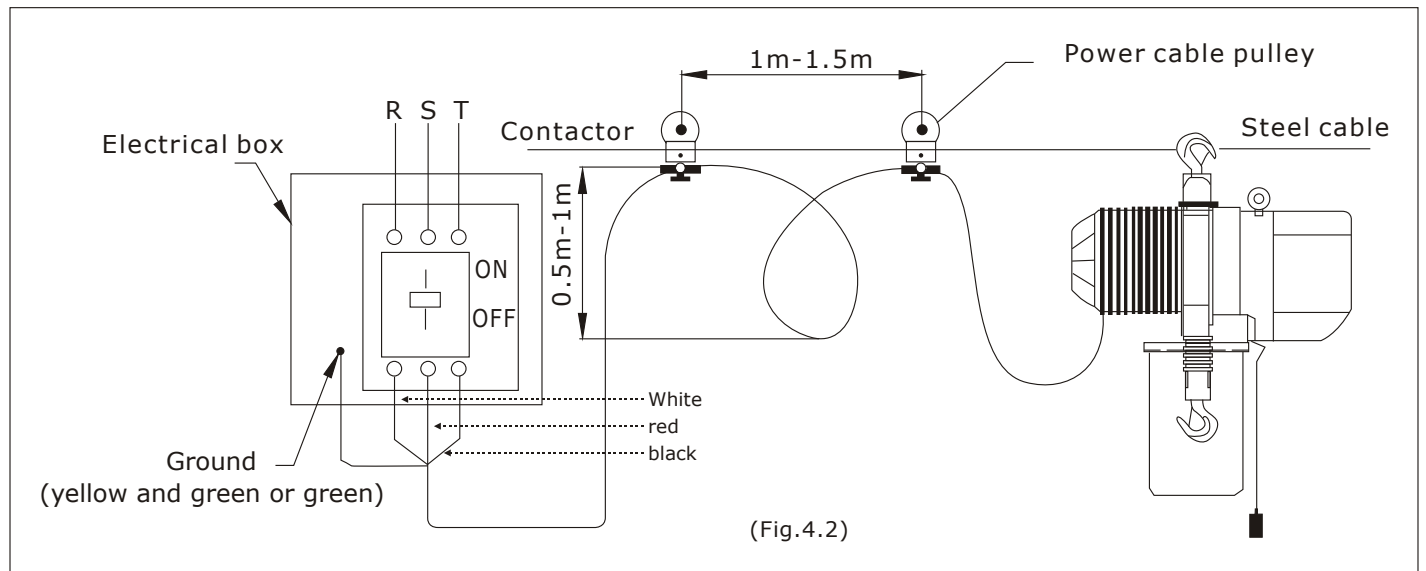 1m-1.5m
Power cable pulley
R S T
Contactor
Steel cable
Electrical box
0.5m-1m
ON
OFF
White
red
black
Ground
(yellow and green or green)
(Fig.4.2)